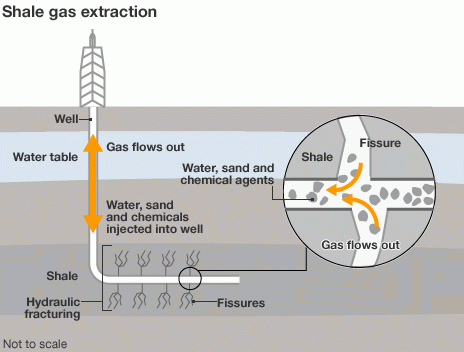 Shale gas extraction
Well
Water table
Gas flows out
Water, sand
and chemicals
injected into well
Shale
Hydraulic
fracturing
Fissures
Fissure
Shale
Water, sand and
chemical agents
Gas flows out
Not to scale